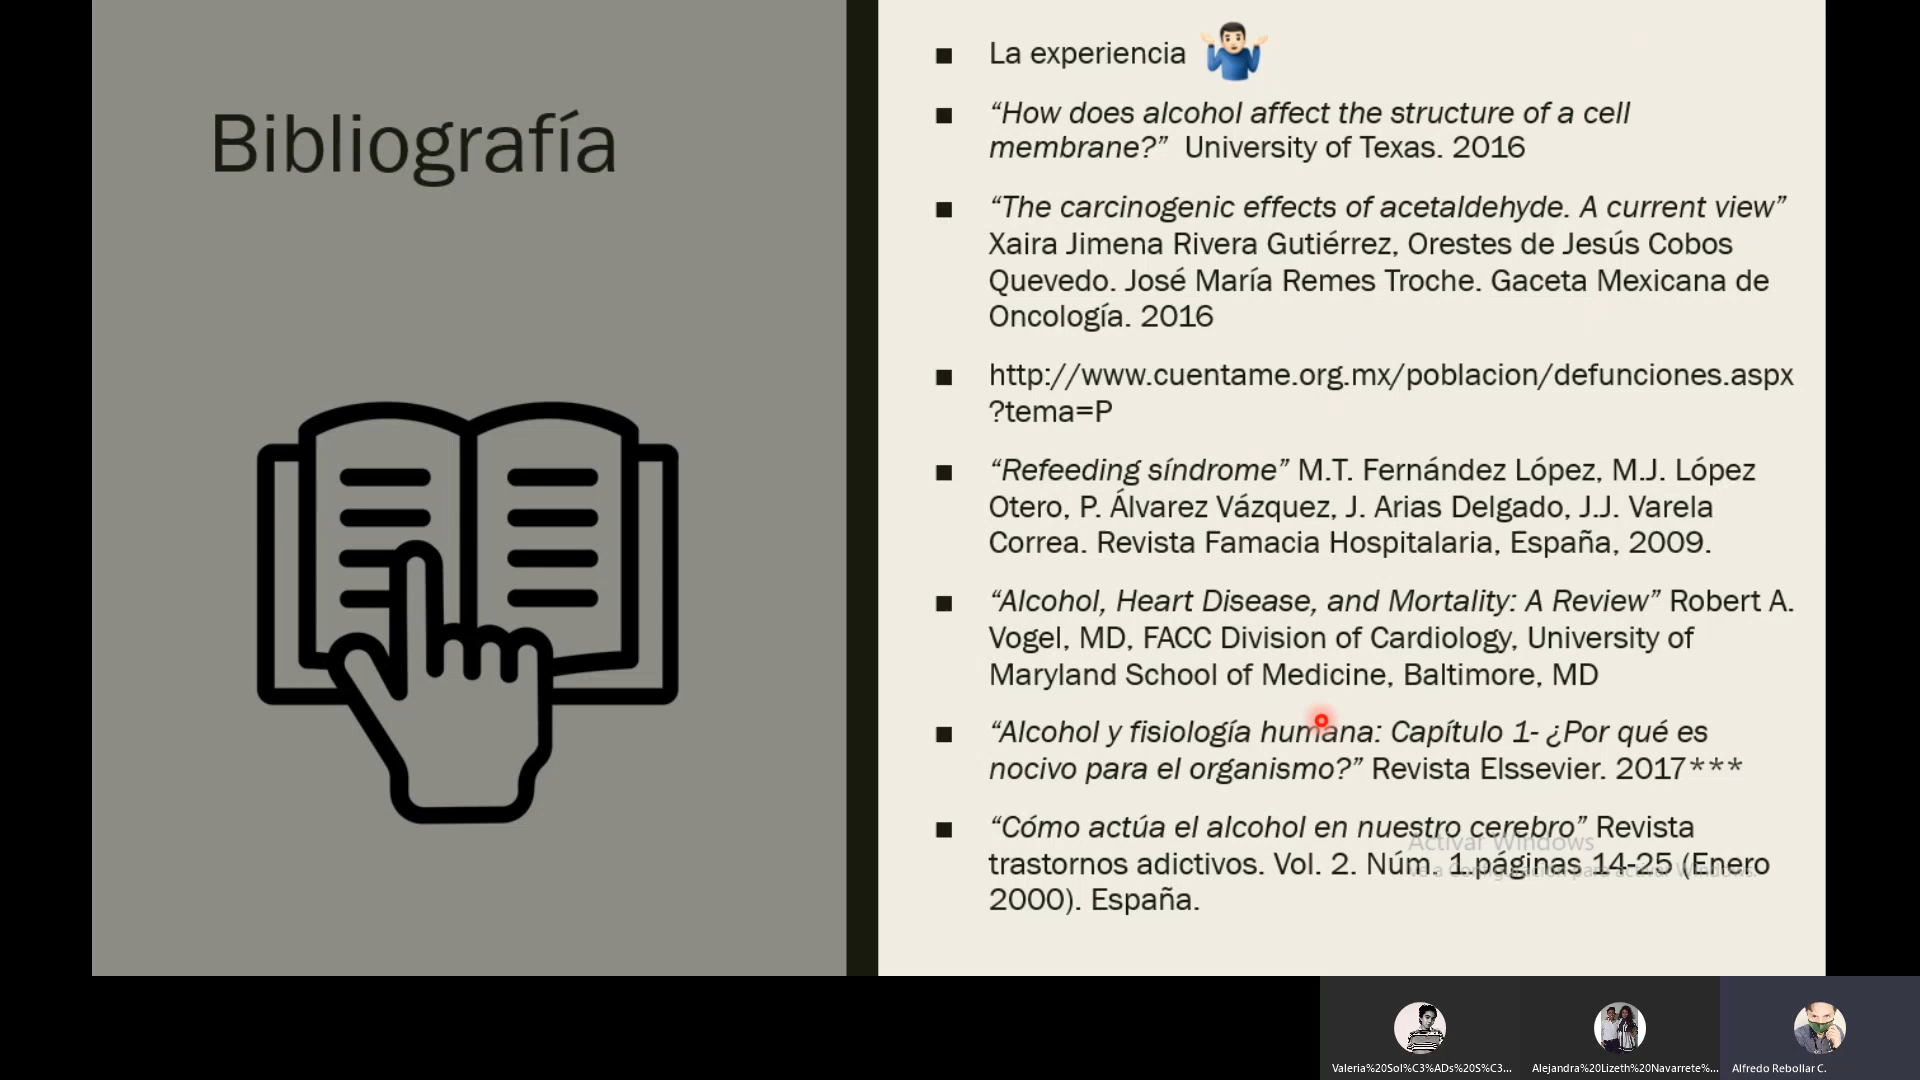 Bibliografía
La experiencia
“How does alcohol affect the structure of a cell
membrane?” University of Texas. 2016
“The carcinogenic effects of acetaldehyde. A current view”
Xaira Jimena Rivera Gutiérrez, Orestes de Jesús Cobos
Quevedo. José María Remes Troche. Gaceta Mexicana de
Oncología. 2016
http://www.cuentame.org.mx/poblacion/defunciones.aspx
?tema=P
“Refeeding síndrome” M.T. Fernández López, M.J. López
Otero, P. Álvarez Vázquez, J. Arias Delgado, J.J. Varela
Correa. Revista Famacia Hospitalaria, España, 2009.
“Alcohol, Heart Disease, and Mortality: A Review” Robert A.
Vogel, MD, FACC Division of Cardiology, University of
Maryland School of Medicine, Baltimore, MD
“Alcohol y fisiología humana: Capítulo 1- ¿Por qué es
nocivo para el organismo?” Revista Elssevier. 2017***
“Cómo actúa el alcohol en nuestro cerebro” Revista
trastornos adictivos. Vol. 2. Núm. 1.páginas 14-25 (Enero
2000). España.
Activar Windows
Ve a Configuración para activar Windows.
Valeria%20Sol%C3%ADs%20S%C3...
Alejandra%20Lizeth%20Navarrete%...
Alfredo Rebollar C.